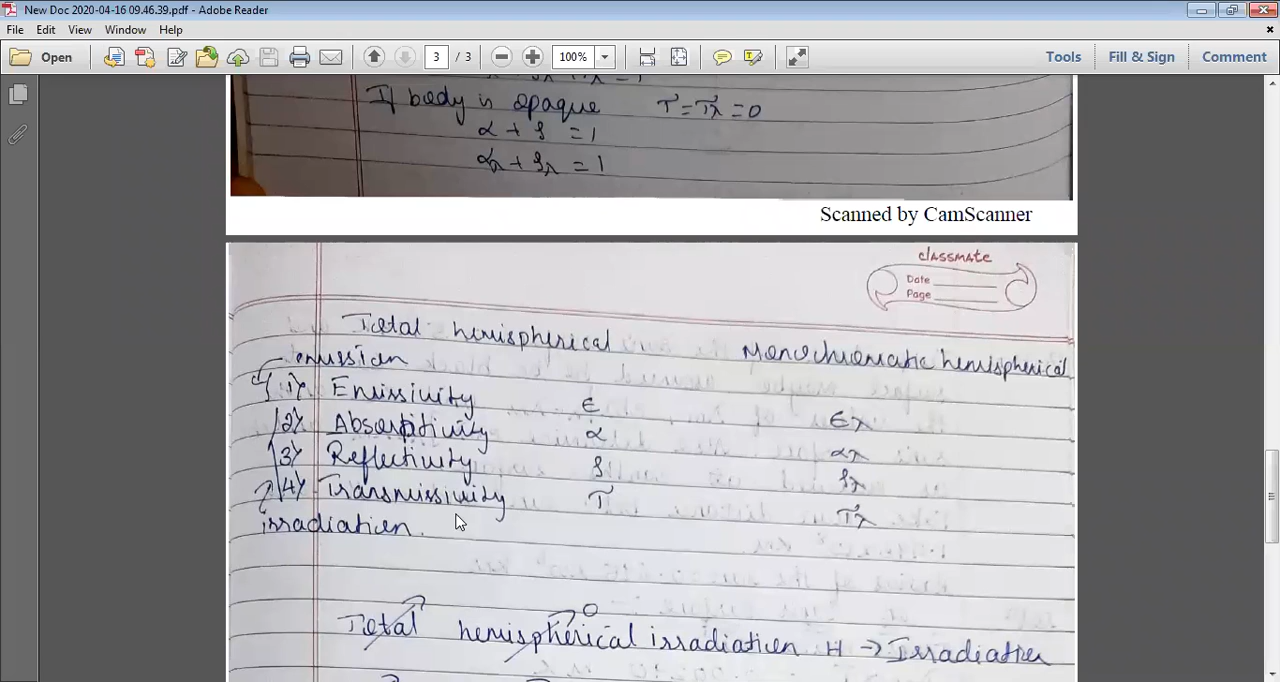 New Doc 2020-04-16 09.46.39.pdf - Adobe Reader
File Edit View Window Help
Open 3 / 3 100% Tools Fill & Sign Comment
If body is opaque τ = τλ = 0
α + ρ = 1
αλ + ρλ = 1
Scanned by CamScanner
classmate
Date
Page
Total hemispherical Monochromatic hemispherical
emission
1) Emissivity ϵ ϵλ
2) Absorptivity α αλ
3) Reflectivity ρ ρλ
4) Transmissivity τ τλ
irradiation.
Total hemispherical irradiation H → Irradiation
0